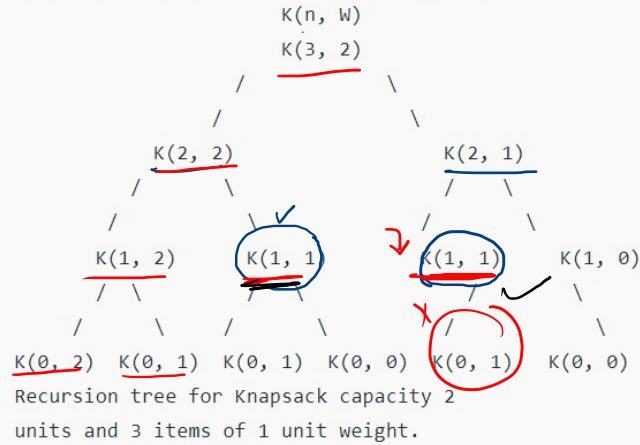 K(n, W)
K(3, 2)
/ \
/ \
K(2, 2) K(2, 1)
/ \ / \
/ \ / \
K(1, 2) K(1, 1) K(1, 1) K(1, 0)
/ \ / \ / \
/ \ / \ / \
K(0, 2) K(0, 1) K(0, 1) K(0, 0) K(0, 1) K(0, 0)
Recursion tree for Knapsack capacity 2
units and 3 items of 1 unit weight.